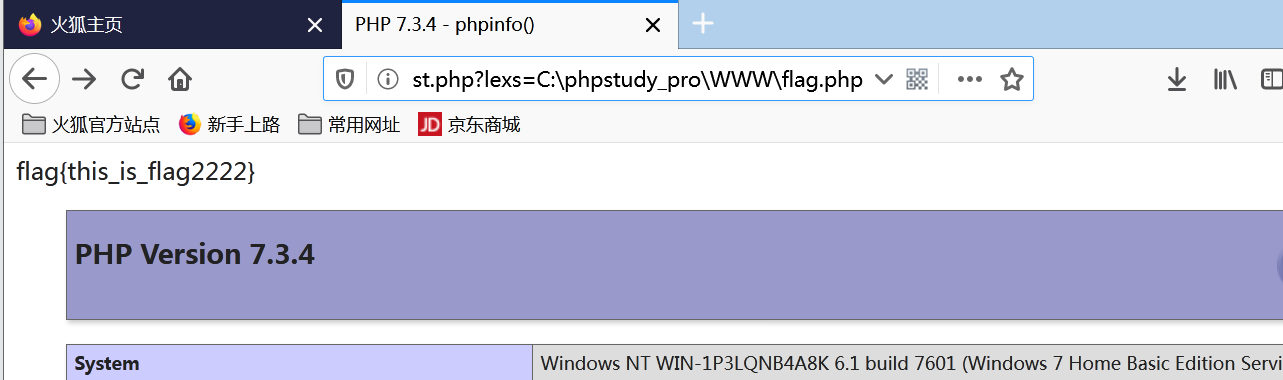 火狐主页
PHP 7.3.4 - phpinfo()
st.php?lexs=C:\phpstudy_pro\WWW\flag.php
火狐官方站点 新手上路 常用网址 JD 京东商城
flag{this_is_flag2222}
PHP Version 7.3.4
System Windows NT WIN-1P3LQNB4A8K 6.1 build 7601 (Windows 7 Home Basic Edition Servi